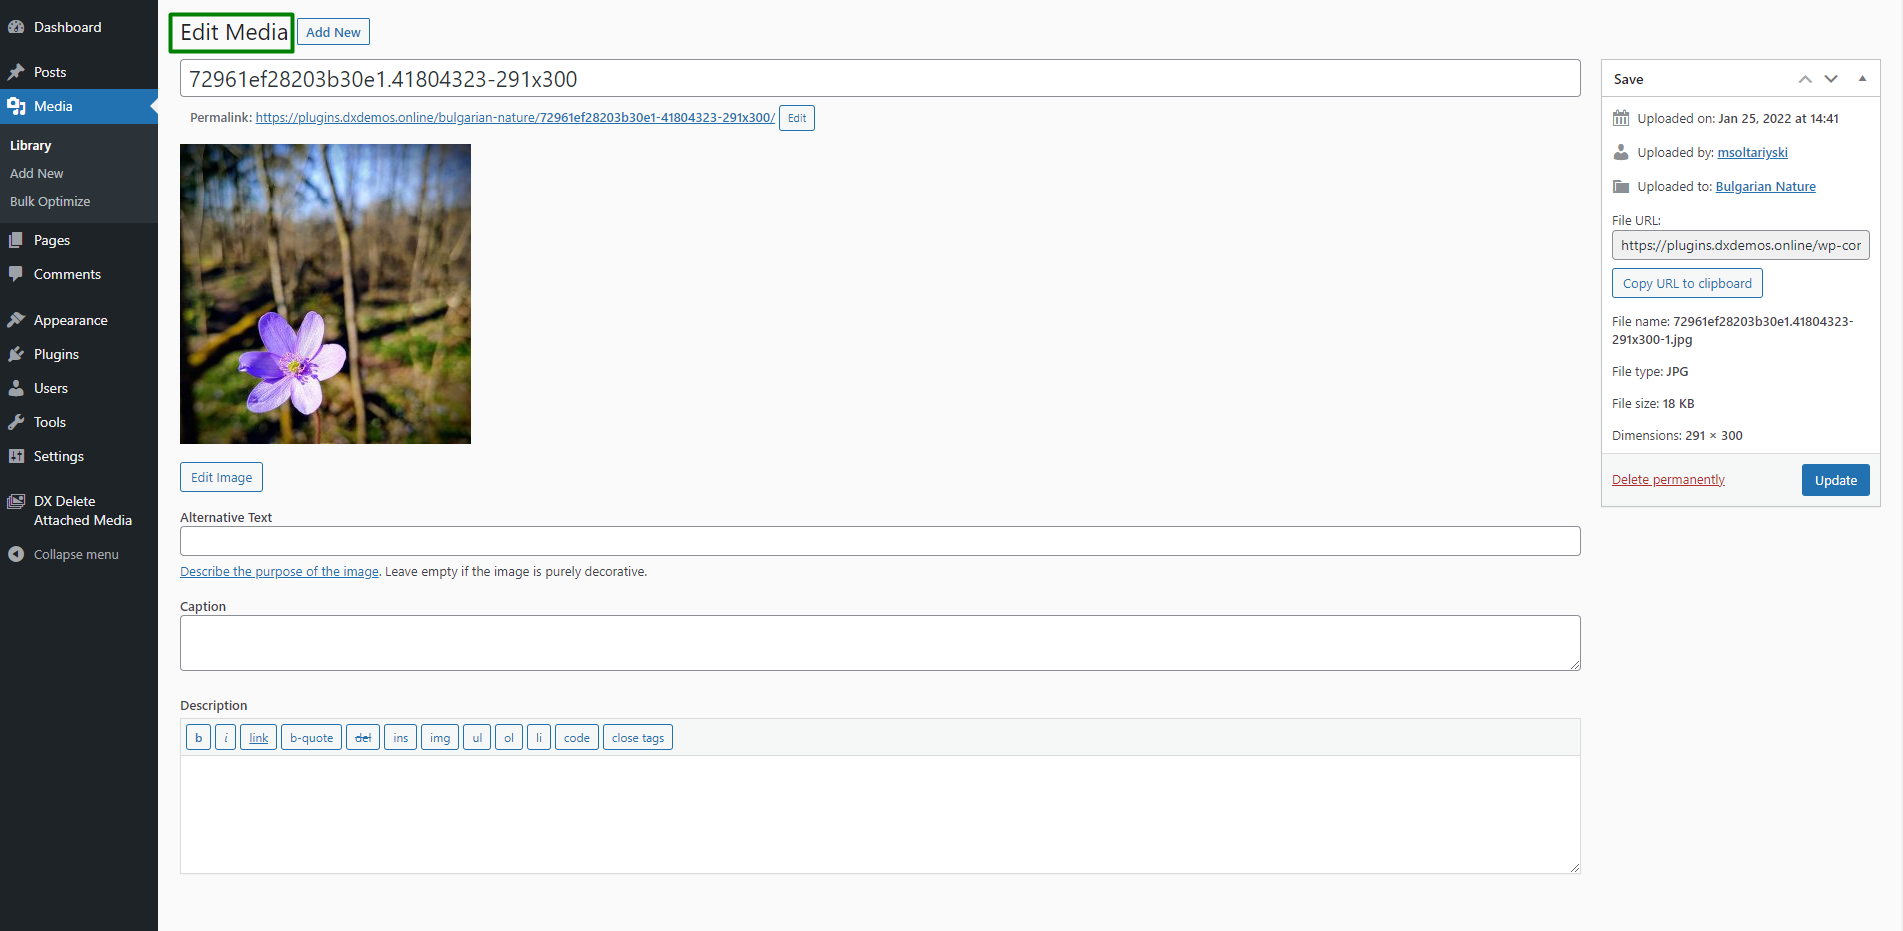 Dashboard
Posts
Media
Library
Add New
Bulk Optimize
Pages
Comments
Appearance
Plugins
Users
Tools
Settings
DX Delete
Attached Media
Collapse menu
Edit Media
Add New
72961ef28203b30e1.41804323-291x300
Permalink: https://plugins.dxdemos.online/bulgarian-nature/72961ef28203b30e1-41804323-291x300/ Edit
Edit Image
Alternative Text
Describe the purpose of the image. Leave empty if the image is purely decorative.
Caption
Description
b i link b-quote del ins img ul ol li code close tags
Save
Uploaded on: Jan 25, 2022 at 14:41
Uploaded by: msoltariyski
Uploaded to: Bulgarian Nature
File URL:
https://plugins.dxdemos.online/wp-cor
Copy URL to clipboard
File name: 72961ef28203b30e1.41804323-
291x300-1.jpg
File type: JPG
File size: 18 KB
Dimensions: 291 × 300
Delete permanently
Update